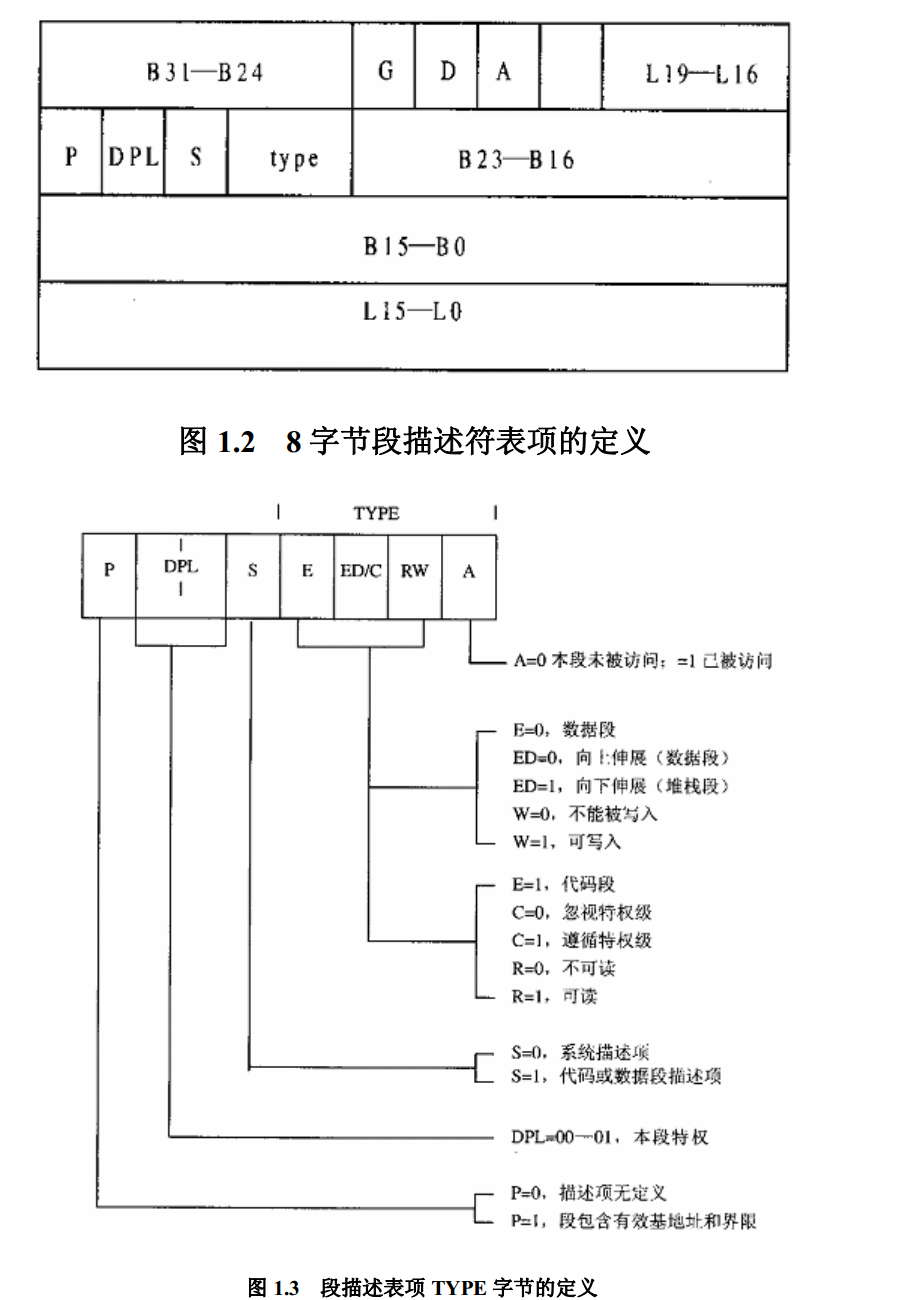 B31—B24 G D A L19—L16
P DPL S type B23—B16
B15—B0
L15—L0
图 1.2 8 字节段描述符表项的定义
TYPE
P DPL S E ED/C RW A
A=0 本段未被访问；=1 已被访问
E=0，数据段
ED=0，向上伸展（数据段）
ED=1，向下伸展（堆栈段）
W=0，不能被写入
W=1，可写入
E=1，代码段
C=0，忽视特权级
C=1，遵循特权级
R=0，不可读
R=1，可读
S=0，系统描述项
S=1，代码或数据段描述项
DPL=00—01，本段特权
P=0，描述项无定义
P=1，段包含有效基地址和界限
图 1.3 段描述表项 TYPE 字节的定义